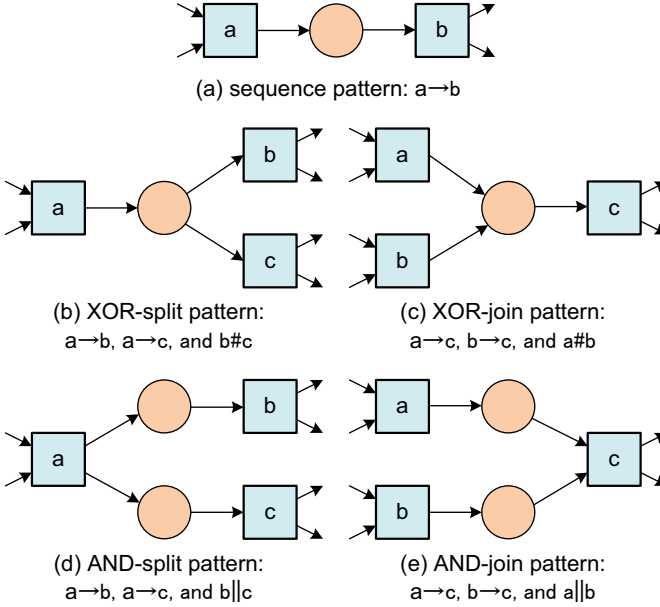 a
b
(a) sequence pattern: a→b
a
b
c
(b) XOR-split pattern:
a→b, a→c, and b#c
a
b
c
(c) XOR-join pattern:
a→c, b→c, and a#b
a
b
c
(d) AND-split pattern:
a→b, a→c, and b||c
a
b
c
(e) AND-join pattern:
a→c, b→c, and a||b